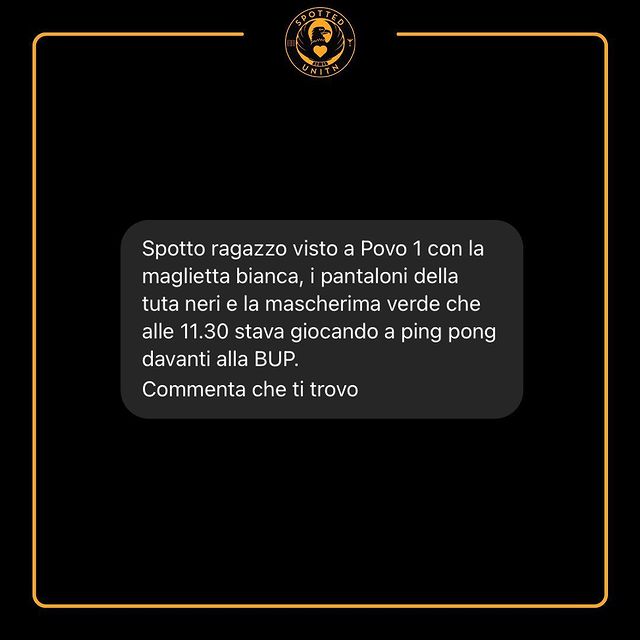 SPOTTED
UNITN
Spotto ragazzo visto a Povo 1 con la
maglietta bianca, i pantaloni della
tuta neri e la mascherima verde che
alle 11.30 stava giocando a ping pong
davanti alla BUP.
Commenta che ti trovo